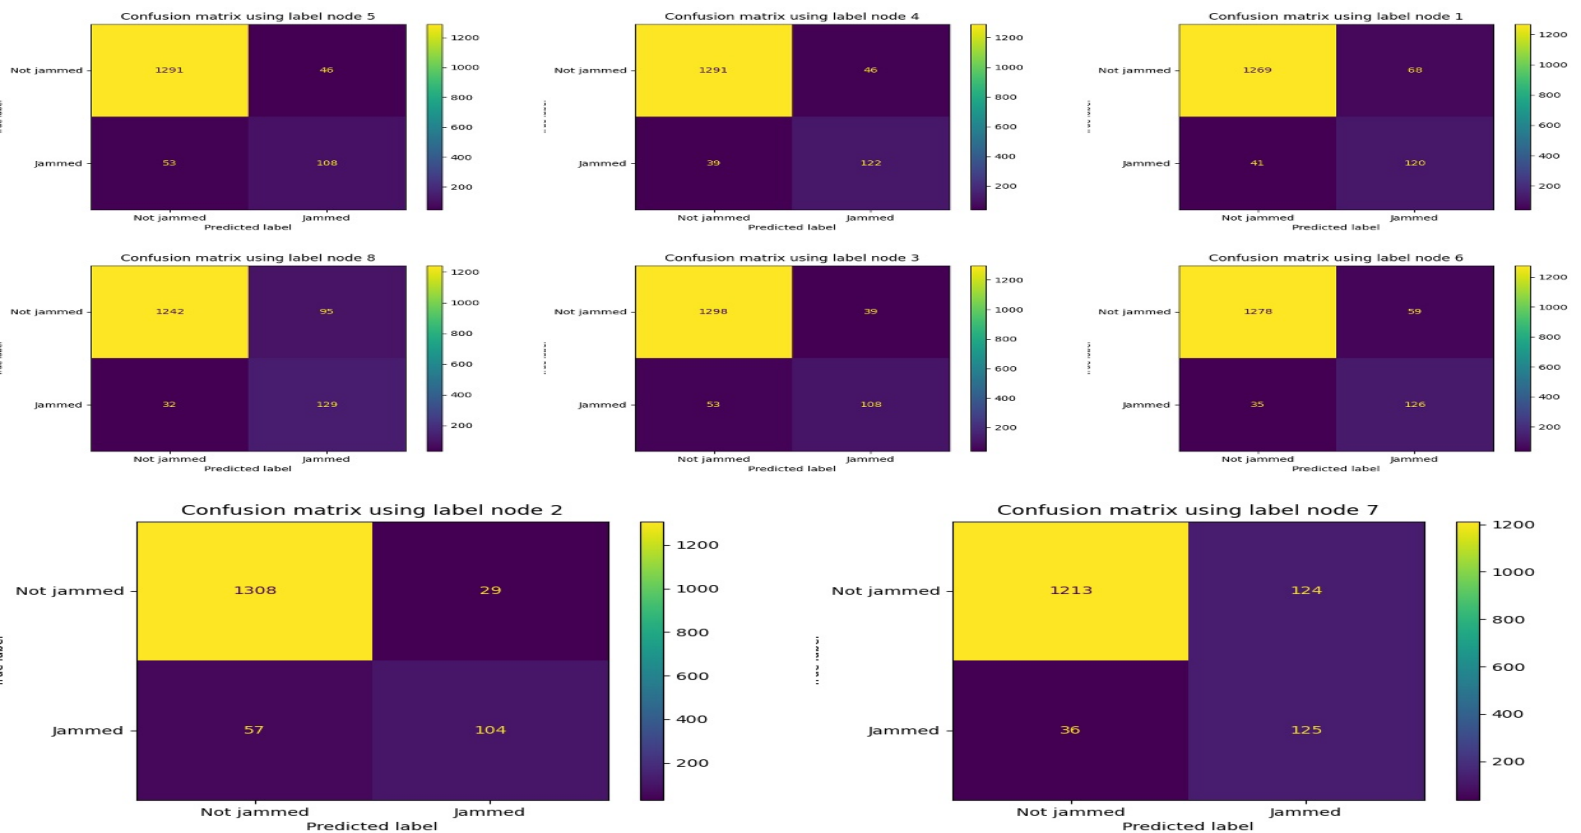 Confusion matrix using label node 5
Not jammed
1291
46
Jammed
53
108
Not jammed
Jammed
Predicted label
1200
1000
800
600
400
200
Confusion matrix using label node 4
Not jammed
1291
46
Jammed
39
122
Not jammed
Jammed
Predicted label
1200
1000
800
600
400
200
Confusion matrix using label node 1
Not jammed
1269
68
Jammed
41
120
Not jammed
Jammed
Predicted label
1200
1000
800
600
400
200
Confusion matrix using label node 8
Not jammed
1242
95
Jammed
32
129
Not jammed
Jammed
Predicted label
1200
1000
800
600
400
200
Confusion matrix using label node 3
Not jammed
1298
39
Jammed
53
108
Not jammed
Jammed
Predicted label
1200
1000
800
600
400
200
Confusion matrix using label node 6
Not jammed
1278
59
Jammed
35
126
Not jammed
Jammed
Predicted label
1200
1000
800
600
400
200
Confusion matrix using label node 2
Not jammed
1308
29
Jammed
57
104
Not jammed
Jammed
Predicted label
1200
1000
800
600
400
200
Confusion matrix using label node 7
Not jammed
1213
124
Jammed
36
125
Not jammed
Jammed
Predicted label
1200
1000
800
600
400
200